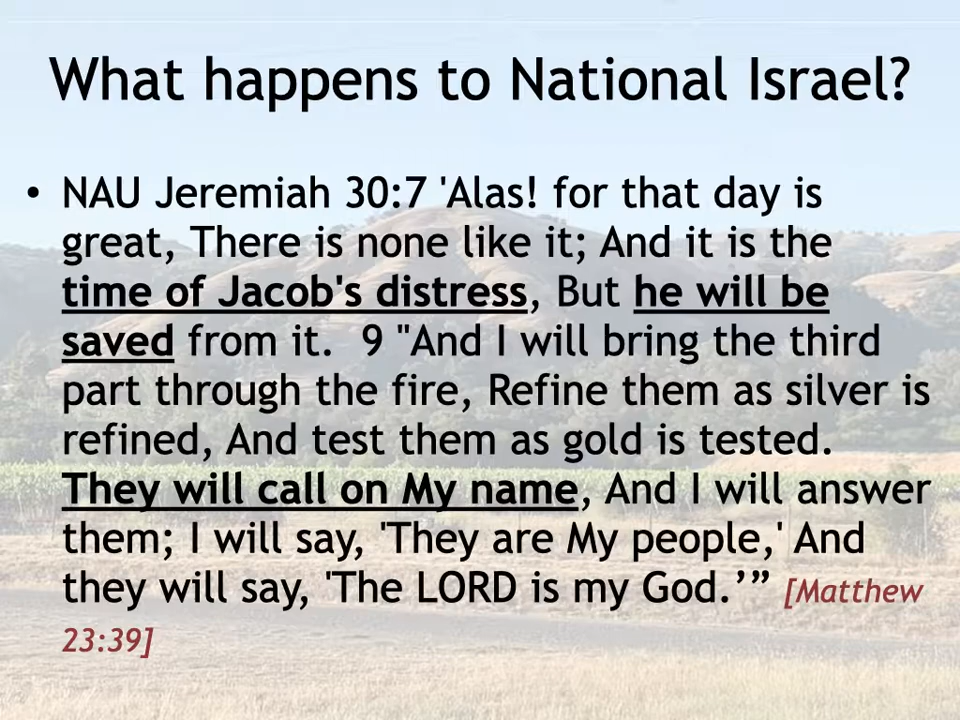 What happens to National Israel?
• NAU Jeremiah 30:7 'Alas! for that day is
great, There is none like it; And it is the
time of Jacob's distress, But he will be
saved from it.  9 "And I will bring the third
part through the fire, Refine them as silver is
refined, And test them as gold is tested.
They will call on My name, And I will answer
them; I will say, 'They are My people,' And
they will say, 'The LORD is my God.’” [Matthew
23:39]